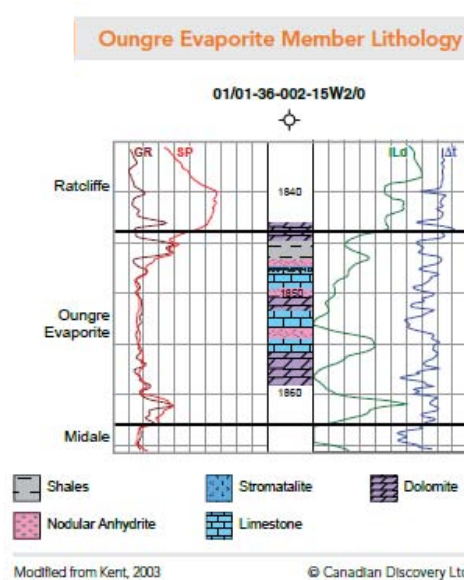 Oungre Evaporite Member Lithology
01/01-36-002-15W2/0
GR SP ILd Δt
Ratcliffe
1840
1850
Oungre
Evaporite
1860
Midale
Shales Stromatalite Dolomite
Nodular Anhydrite Limestone
Modified from Kent, 2003 © Canadian Discovery Ltd